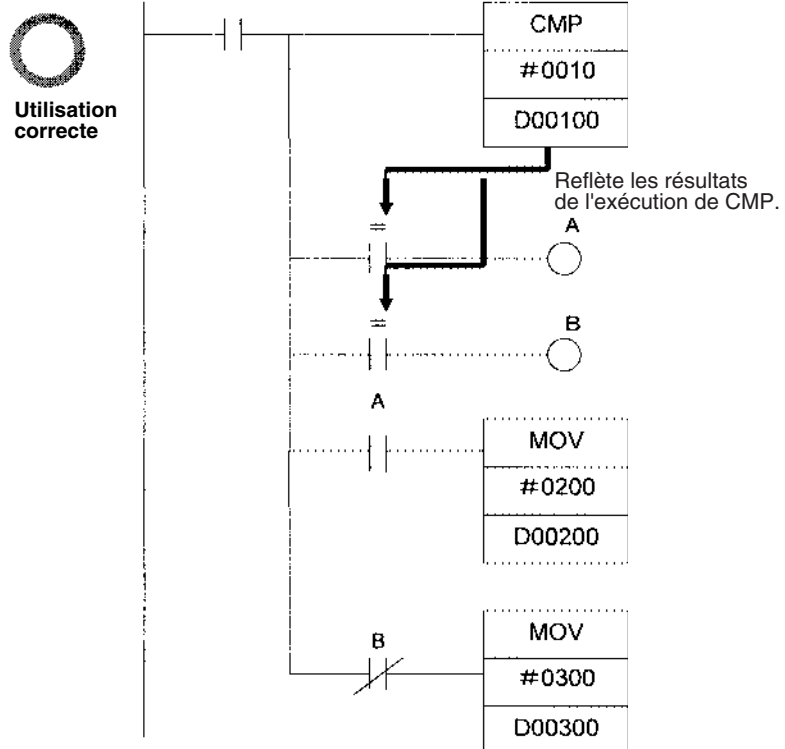 CMP
#0010
D00100
Utilisation
correcte
Reflète les résultats
de l'exécution de CMP.
=
A
=
B
A
MOV
#0200
D00200
B
MOV
#0300
D00300